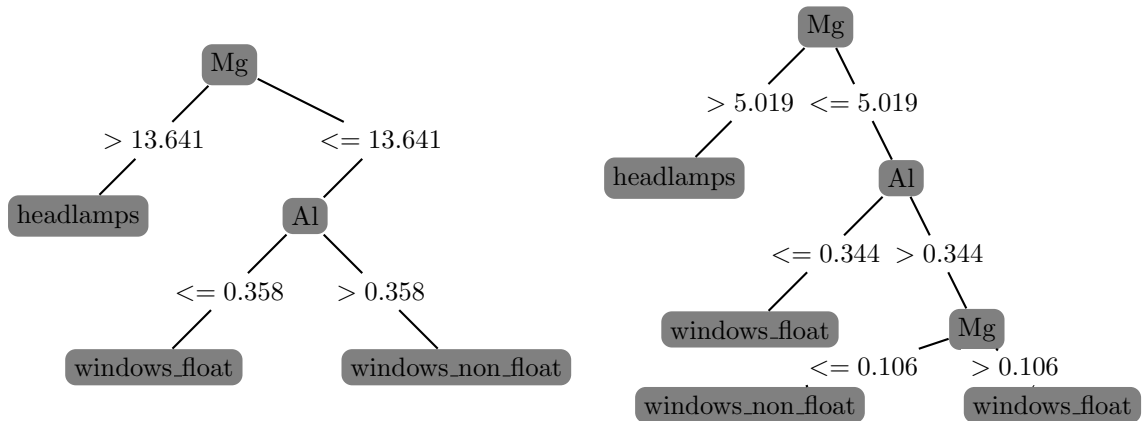 Mg
> 13.641
<= 13.641
headlamps
Al
<= 0.358
> 0.358
windows_float
windows_non_float
Mg
> 5.019
<= 5.019
headlamps
Al
<= 0.344
> 0.344
windows_float
Mg
<= 0.106
> 0.106
windows_non_float
windows_float